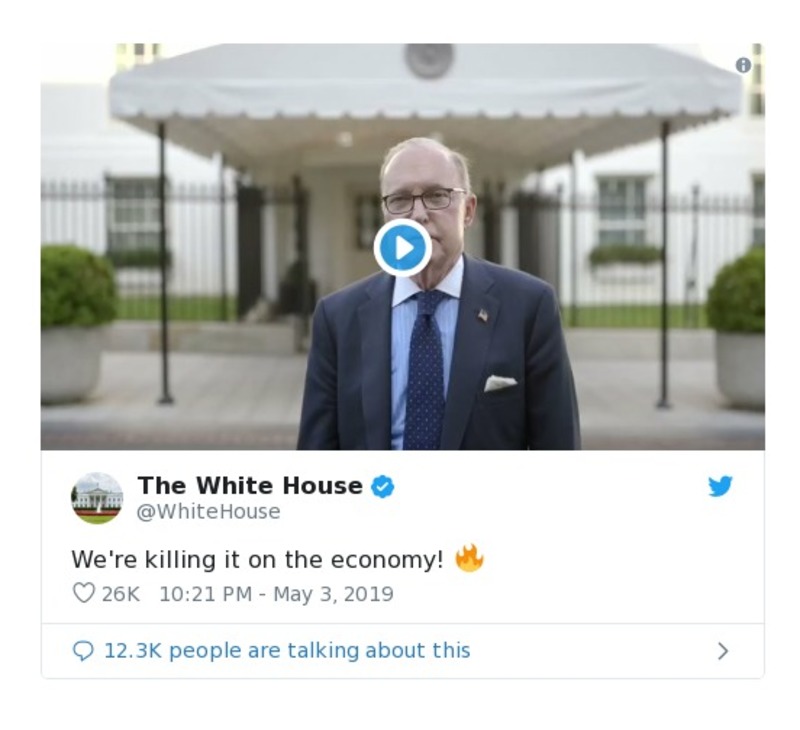 The White House
@WhiteHouse
We're killing it on the economy! 🔥
26K 10:21 PM - May 3, 2019
12.3K people are talking about this